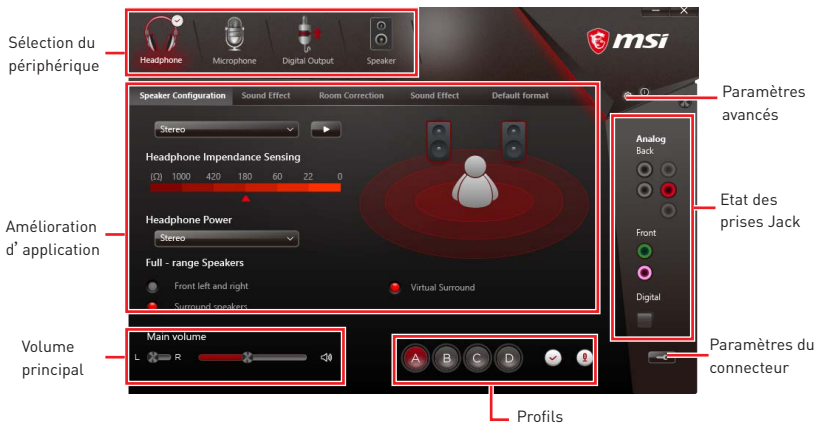 msi
Sélection du
périphérique
Headphone
Microphone
Digital Output
Speaker
Speaker Configuration
Sound Effect
Room Correction
Sound Effect
Default format
Paramètres
avancés
Stereo
Headphone Impendance Sensing
(Ω) 1000 420 180 60 22 0
Headphone Power
Stereo
Full - range Speakers
Front left and right
Virtual Surround
Surround speakers
Amélioration
d'application
Analog
Back
Front
Digital
Etat des
prises Jack
Volume
principal
Main volume
L R
A B C D
Paramètres du
connecteur
Profils